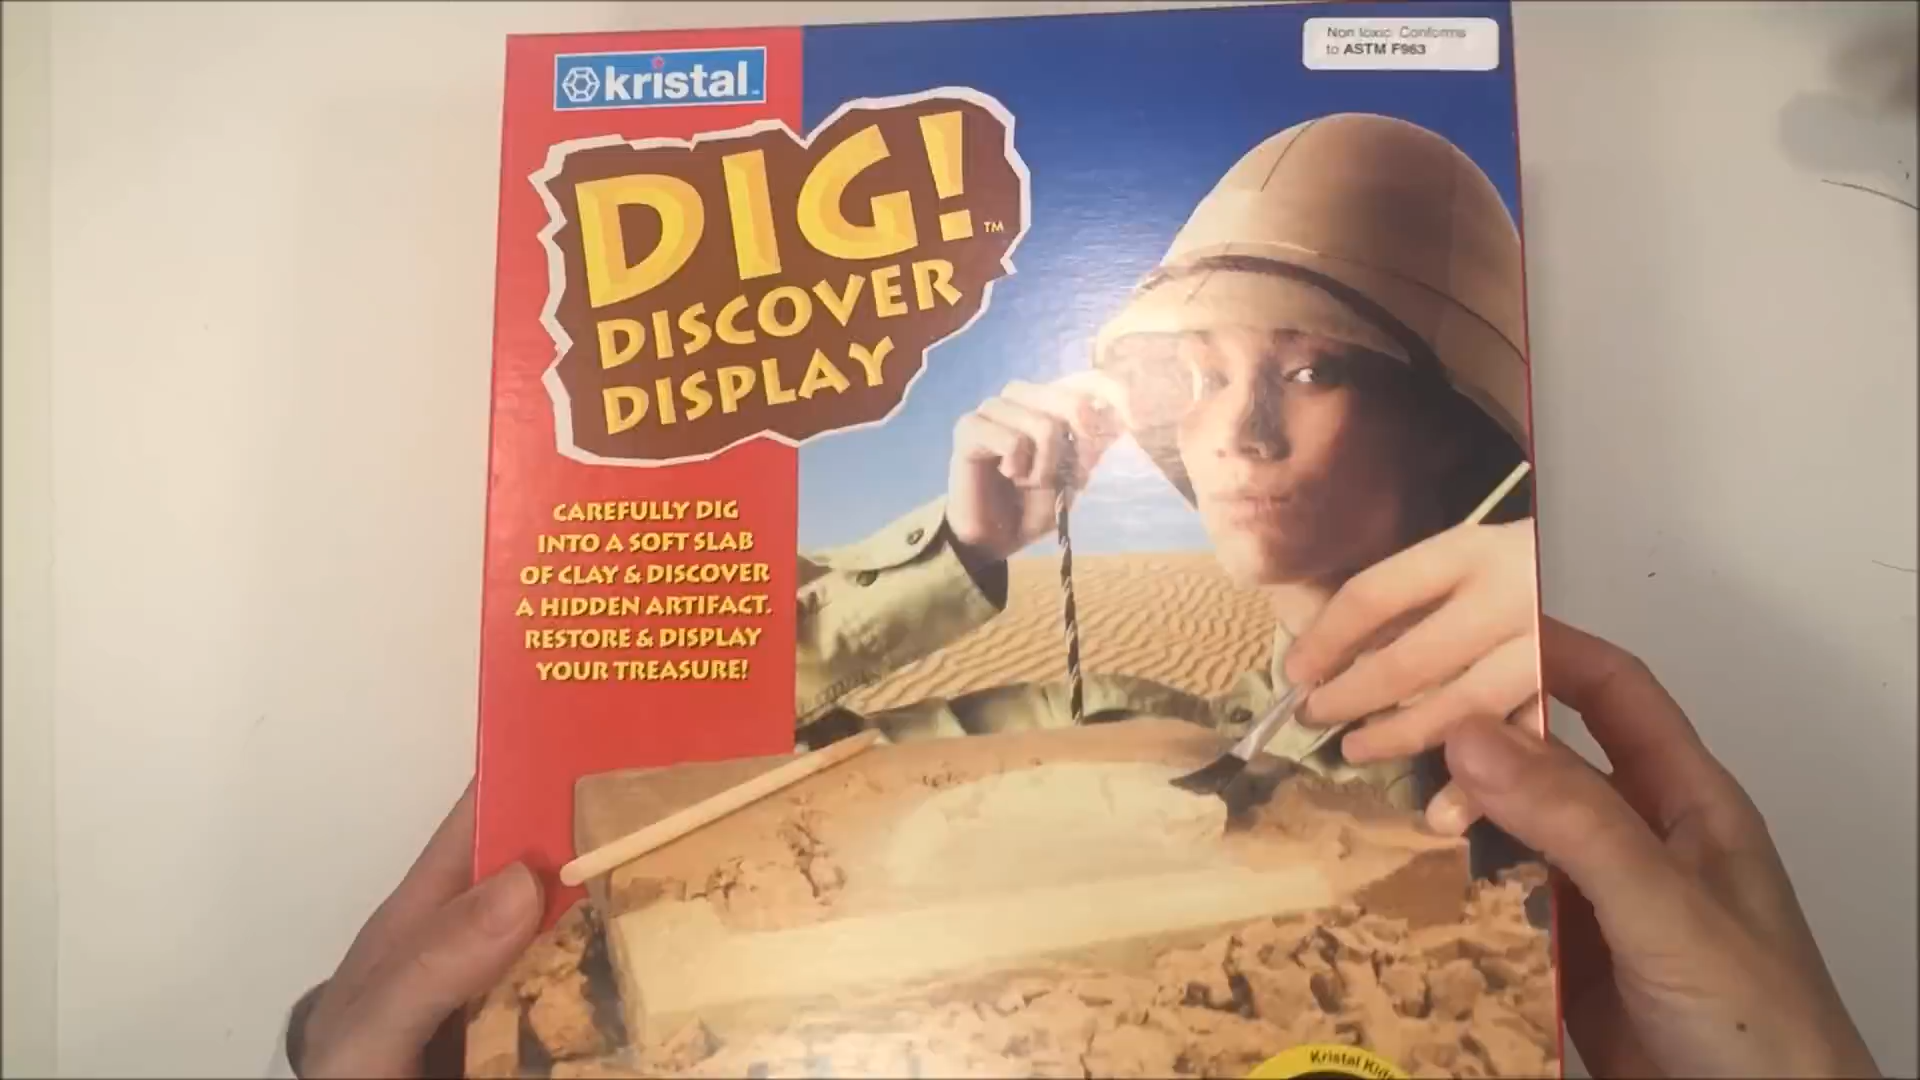 kristal
Non toxic. Conforms
to ASTM F963
DIG!™
DISCOVER
DISPLAY
CAREFULLY DIG
INTO A SOFT SLAB
OF CLAY & DISCOVER
A HIDDEN ARTIFACT.
RESTORE & DISPLAY
YOUR TREASURE!
Kristal Kids